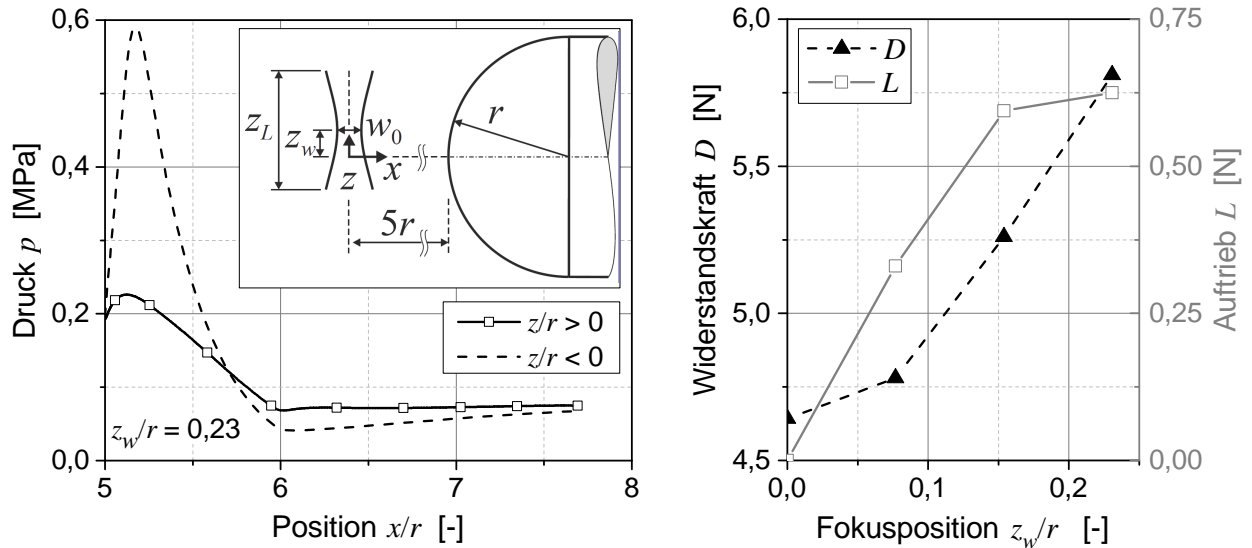 0,6
0,4
0,2
0,0
Druck p [MPa]
z_L
z_w
w_0
r
x
z
5r
z/r > 0
z/r < 0
z_w/r = 0,23
5
6
7
8
Position x/r [-]
6,0
5,5
5,0
4,5
Widerstandskraft D [N]
D
L
0,75
0,50
0,25
0,00
Auftrieb L [N]
0,0
0,1
0,2
Fokusposition z_w/r [-]